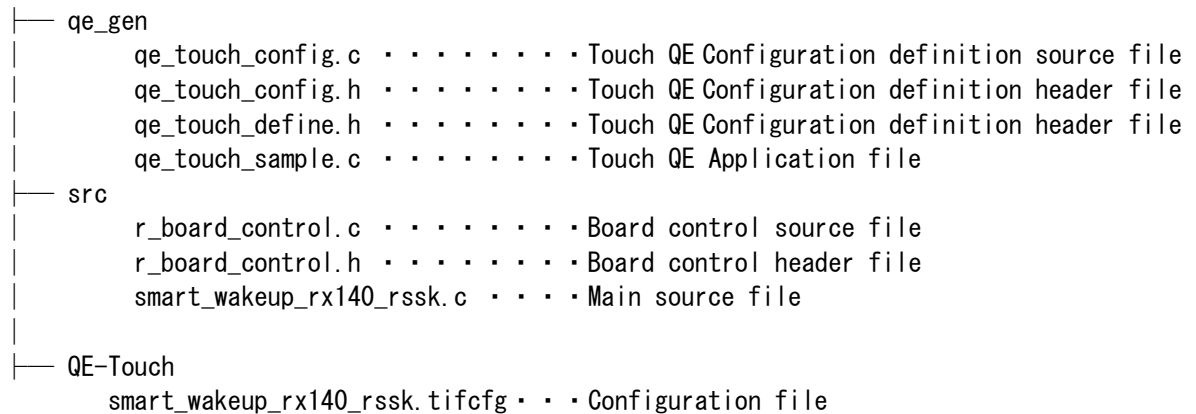 ├── qe_gen
│ qe_touch_config.c ・・・・・・・・Touch QE Configuration definition source file
│ qe_touch_config.h ・・・・・・・・Touch QE Configuration definition header file
│ qe_touch_define.h ・・・・・・・・Touch QE Configuration definition header file
│ qe_touch_sample.c ・・・・・・・・Touch QE Application file
├── src
│ r_board_control.c ・・・・・・・・Board control source file
│ r_board_control.h ・・・・・・・・Board control header file
│ smart_wakeup_rx140_rssk.c ・・・・Main source file
│
├── QE-Touch
smart_wakeup_rx140_rssk.tifcfg・・・Configuration file